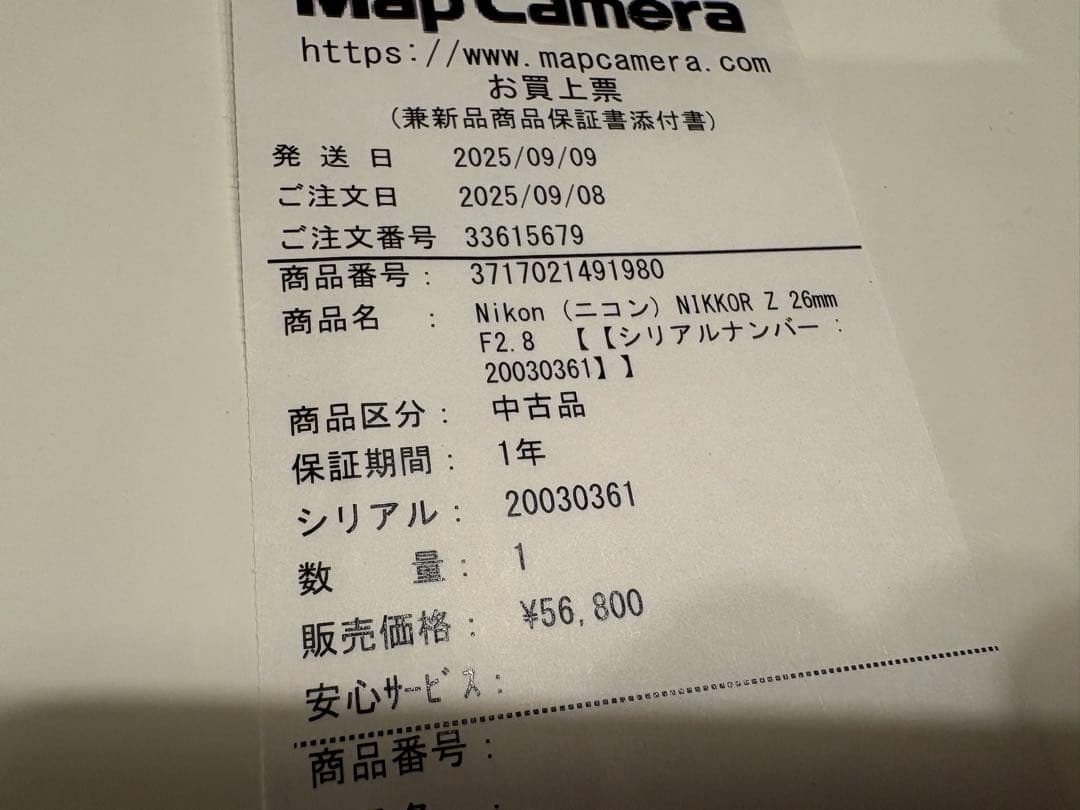 Map Camera
https://www.mapcamera.com
お買上票
(兼新品商品保証書添付書)
発 送 日 2025/09/09
ご注文日 2025/09/08
ご注文番号 33615679
商品番号: 3717021491980
商品名 : Nikon (ニコン) NIKKOR Z 26mm
F2.8 【【シリアルナンバー:
20030361】】
商品区分: 中古品
保証期間: 1年
シリアル: 20030361
数 量: 1
販売価格: ¥56,800
安心サービス:
商品番号: